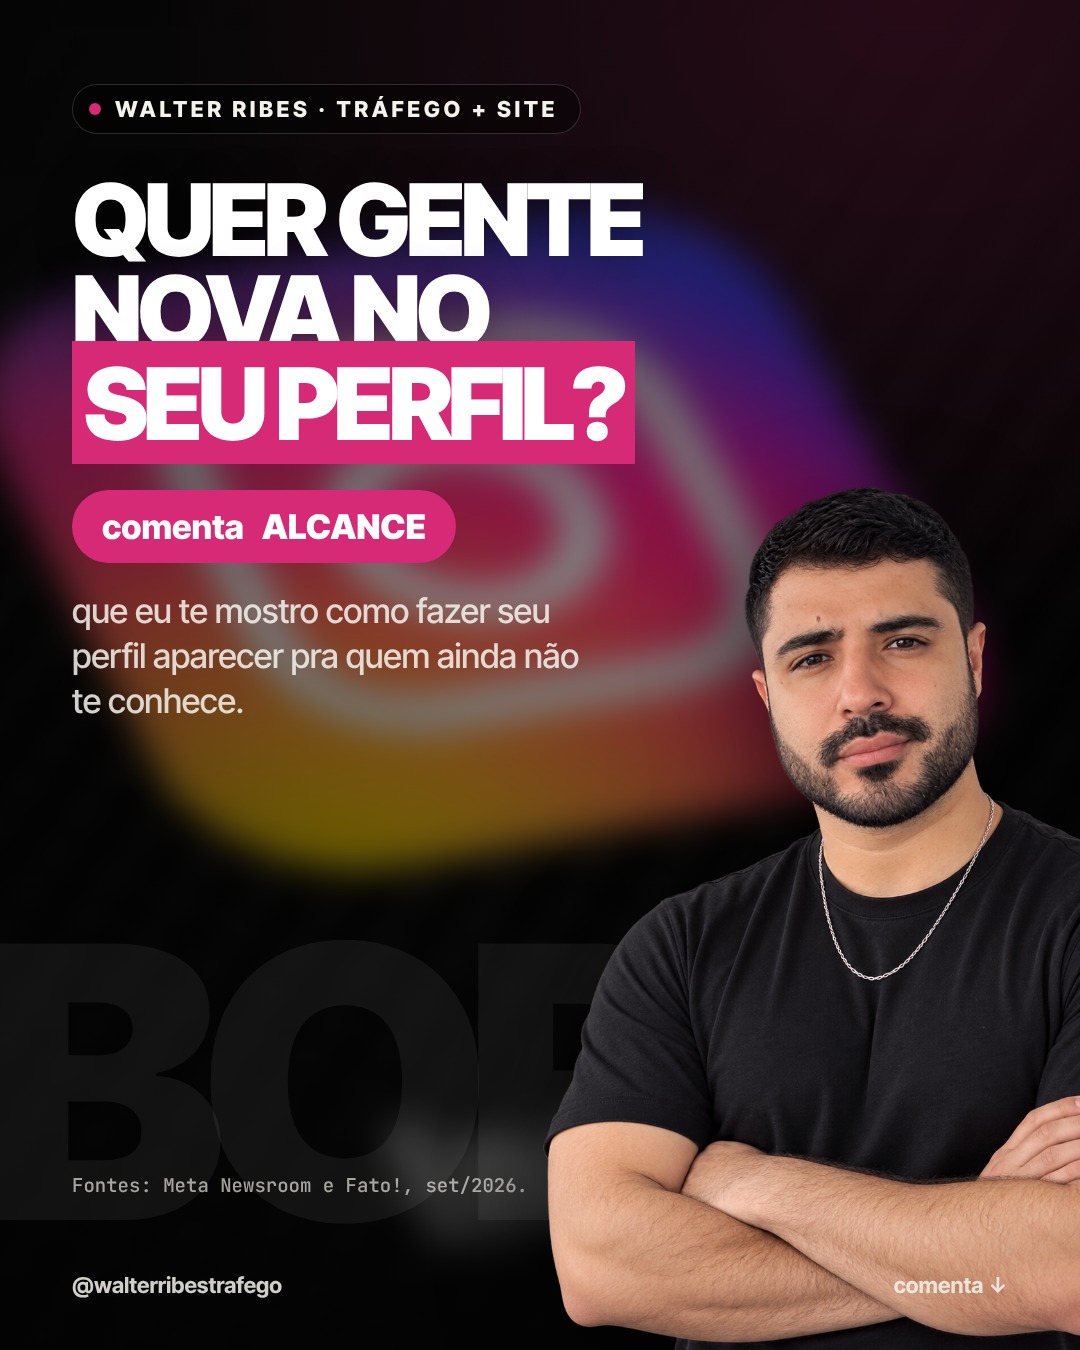 WALTER RIBES · TRÁFEGO + SITE
QUER GENTE
NOVA NO
SEU PERFIL?
comenta ALCANCE
que eu te mostro como fazer seu
perfil aparecer pra quem ainda não
te conhece.
Fontes: Meta Newsroom e Fato!, set/2026.
@walterribestrafego
comenta ↓